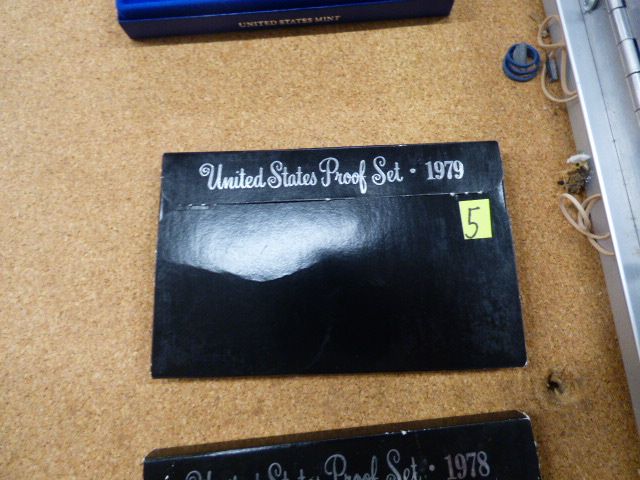 UNITED STATES MINT
United States Proof Set · 1979
5
United States Proof Set · 1978